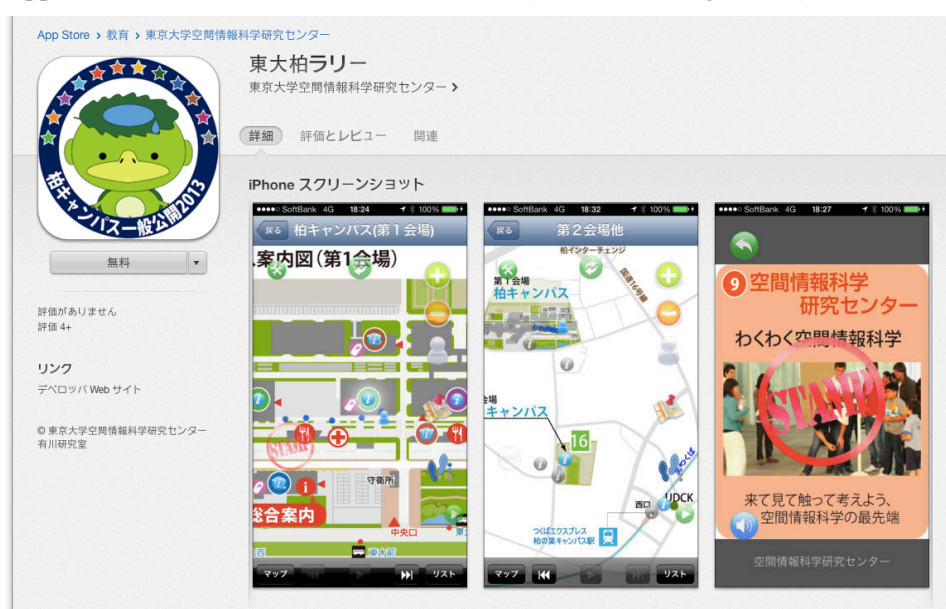 App Store › 教育 › 東京大学空間情報科学研究センター
東大柏ラリー
東京大学空間情報科学研究センター ›
詳細 評価とレビュー 関連
柏キャンパス一般公開2013
無料
評価がありません
評価 4+
リンク
デベロッパ Web サイト
© 東京大学空間情報科学研究センター
有川研究室
iPhone スクリーンショット
SoftBank 4G 18:24 100%
戻る 柏キャンパス(第1会場)
案内図(第1会場)
STAMP
守衛所
総合案内
中央口
西 東大前
マップ リスト
SoftBank 4G 18:32 100%
戻る 第2会場他
柏インターチェンジ
国道16号線
第1会場
柏キャンパス
会場
キャンパス
16
西口 UDCK
つくばエクスプレス
柏の葉キャンパス駅
マップ リスト
SoftBank 4G 18:27 100%
9 空間情報科学
研究センター
わくわく空間情報科学
STAMP
来て見て触って考えよう、
空間情報科学の最先端
空間情報科学研究センター